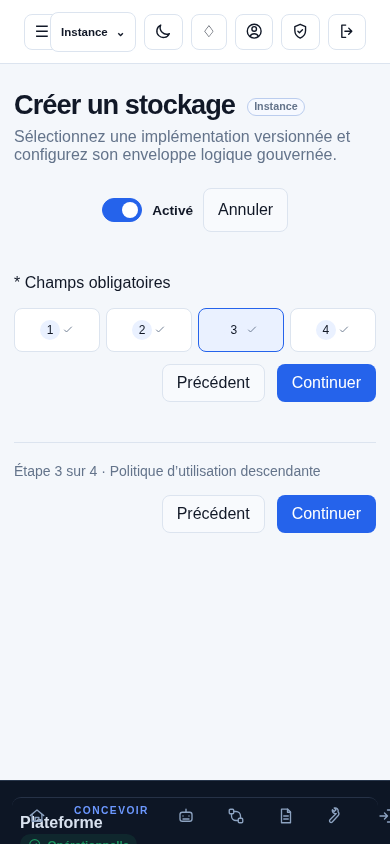 Instance
Créer un stockage Instance
Sélectionnez une implémentation versionnée et
configurez son enveloppe logique gouvernée.
Activé Annuler
* Champs obligatoires
1 2 3 4
Précédent Continuer
Étape 3 sur 4 · Politique d’utilisation descendante
Précédent Continuer
CONCEVOIR
Plateforme
Opérationnelle